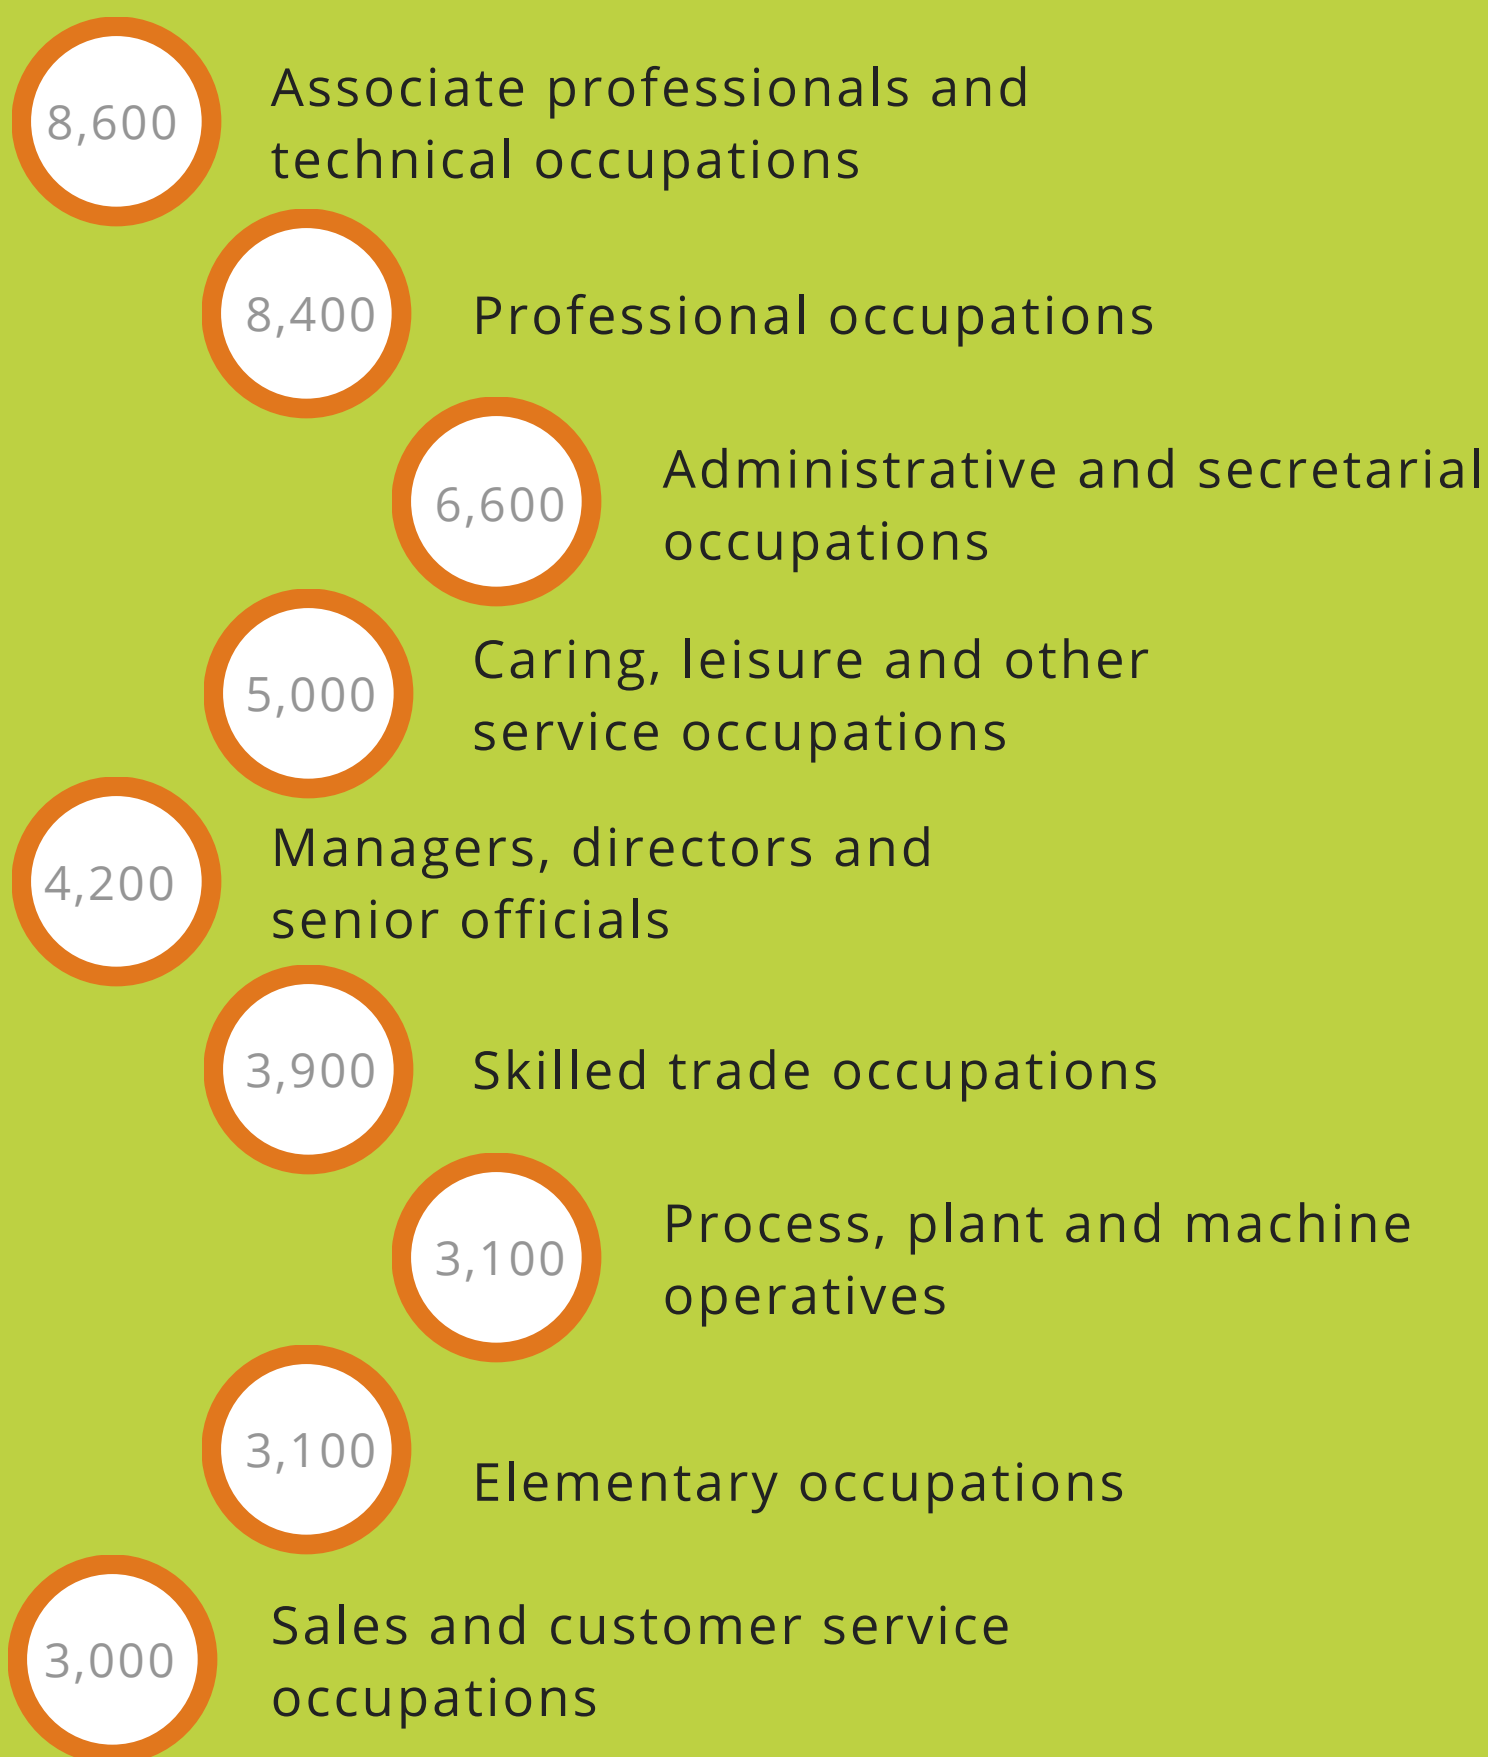 8,600
Associate professionals and
technical occupations
8,400
Professional occupations
6,600
Administrative and secretarial
occupations
5,000
Caring, leisure and other
service occupations
4,200
Managers, directors and
senior officials
3,900
Skilled trade occupations
3,100
Process, plant and machine
operatives
3,100
Elementary occupations
3,000
Sales and customer service
occupations